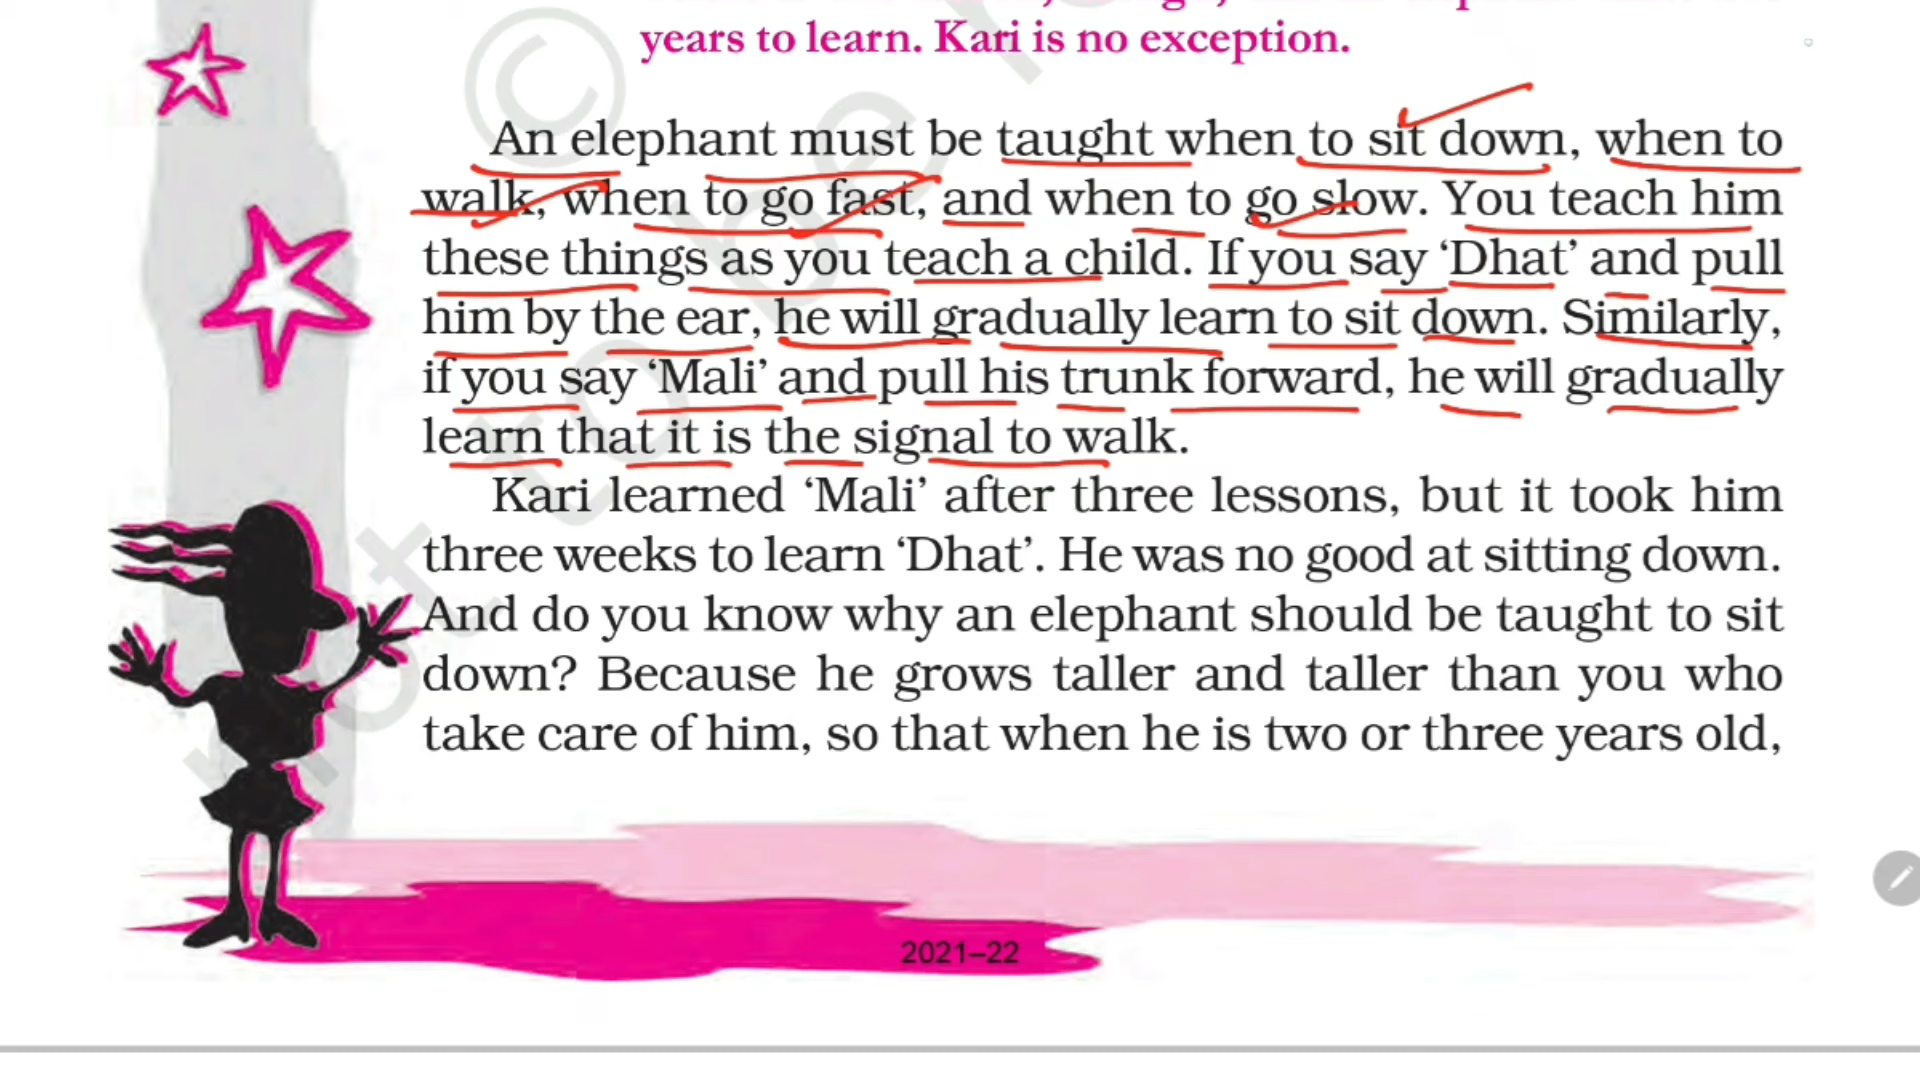 years to learn. Kari is no exception.
An elephant must be taught when to sit down, when to
walk, when to go fast, and when to go slow. You teach him
these things as you teach a child. If you say ‘Dhat’ and pull
him by the ear, he will gradually learn to sit down. Similarly,
if you say ‘Mali’ and pull his trunk forward, he will gradually
learn that it is the signal to walk.
Kari learned ‘Mali’ after three lessons, but it took him
three weeks to learn ‘Dhat’. He was no good at sitting down.
And do you know why an elephant should be taught to sit
down? Because he grows taller and taller than you who
take care of him, so that when he is two or three years old,
2021–22
©
not to be r